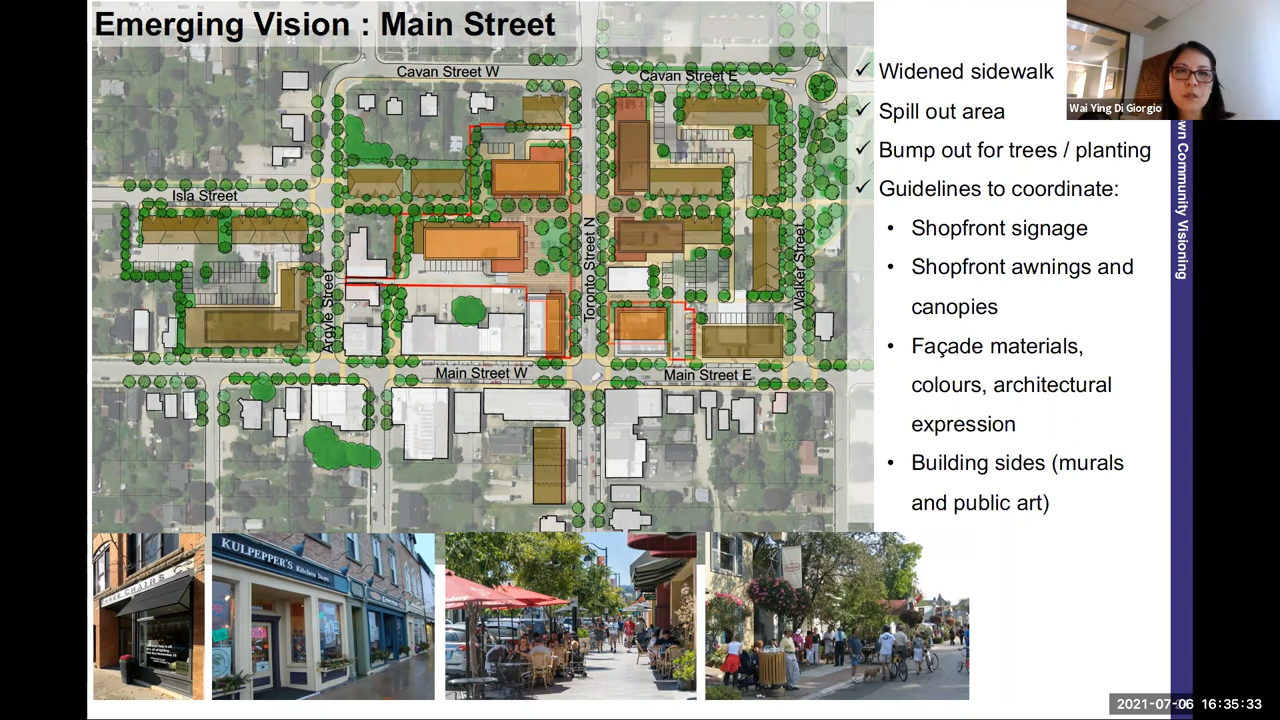 Emerging Vision : Main Street
Cavan Street W
Cavan Street E
Isla Street
Argyle Street
Toronto Street N
Walker Street
Main Street W
Main Street E
✓ Widened sidewalk
✓ Spill out area
✓ Bump out for trees / planting
✓ Guidelines to coordinate:
• Shopfront signage
• Shopfront awnings and
canopies
• Façade materials,
colours, architectural
expression
• Building sides (murals
and public art)
Wai Ying Di Giorgio
wn Community Visioning
KULPEPPER'S Kitchen Store
2021-07-06 16:35:33